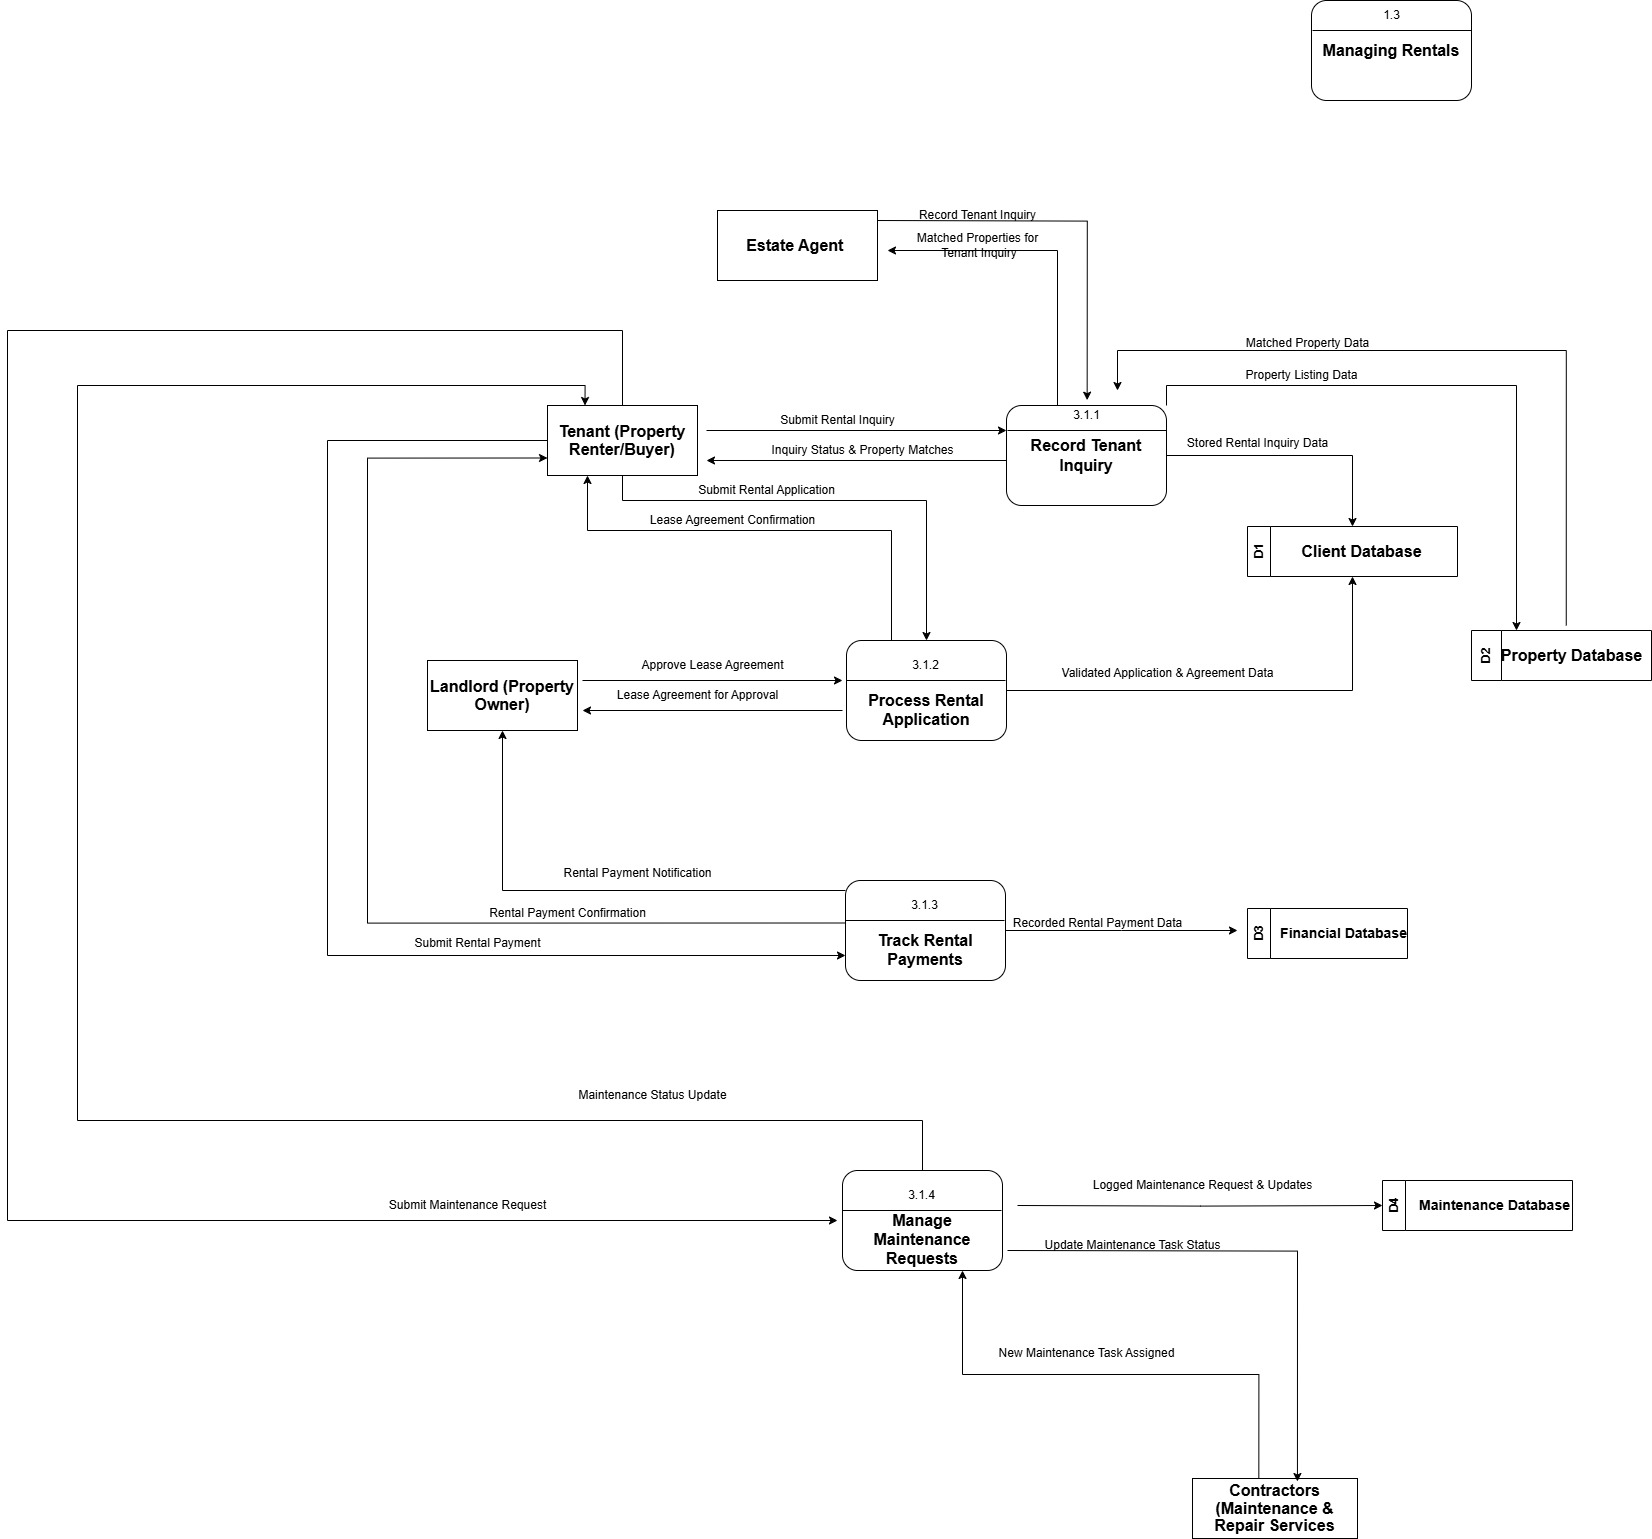 1.3
Managing Rentals
Estate Agent
Record Tenant Inquiry
Matched Properties for
Tenant Inquiry
Matched Property Data
Property Listing Data
Tenant (Property
Renter/Buyer)
Submit Rental Inquiry
Inquiry Status & Property Matches
3.1.1
Record Tenant
Inquiry
Stored Rental Inquiry Data
Submit Rental Application
Lease Agreement Confirmation
D1
Client Database
D2
Property Database
Landlord (Property
Owner)
Approve Lease Agreement
Lease Agreement for Approval
3.1.2
Process Rental
Application
Validated Application & Agreement Data
Rental Payment Notification
Rental Payment Confirmation
Submit Rental Payment
3.1.3
Track Rental
Payments
Recorded Rental Payment Data
D3
Financial Database
Maintenance Status Update
Submit Maintenance Request
3.1.4
Manage
Maintenance
Requests
Logged Maintenance Request & Updates
D4
Maintenance Database
Update Maintenance Task Status
New Maintenance Task Assigned
Contractors
(Maintenance &
Repair Services